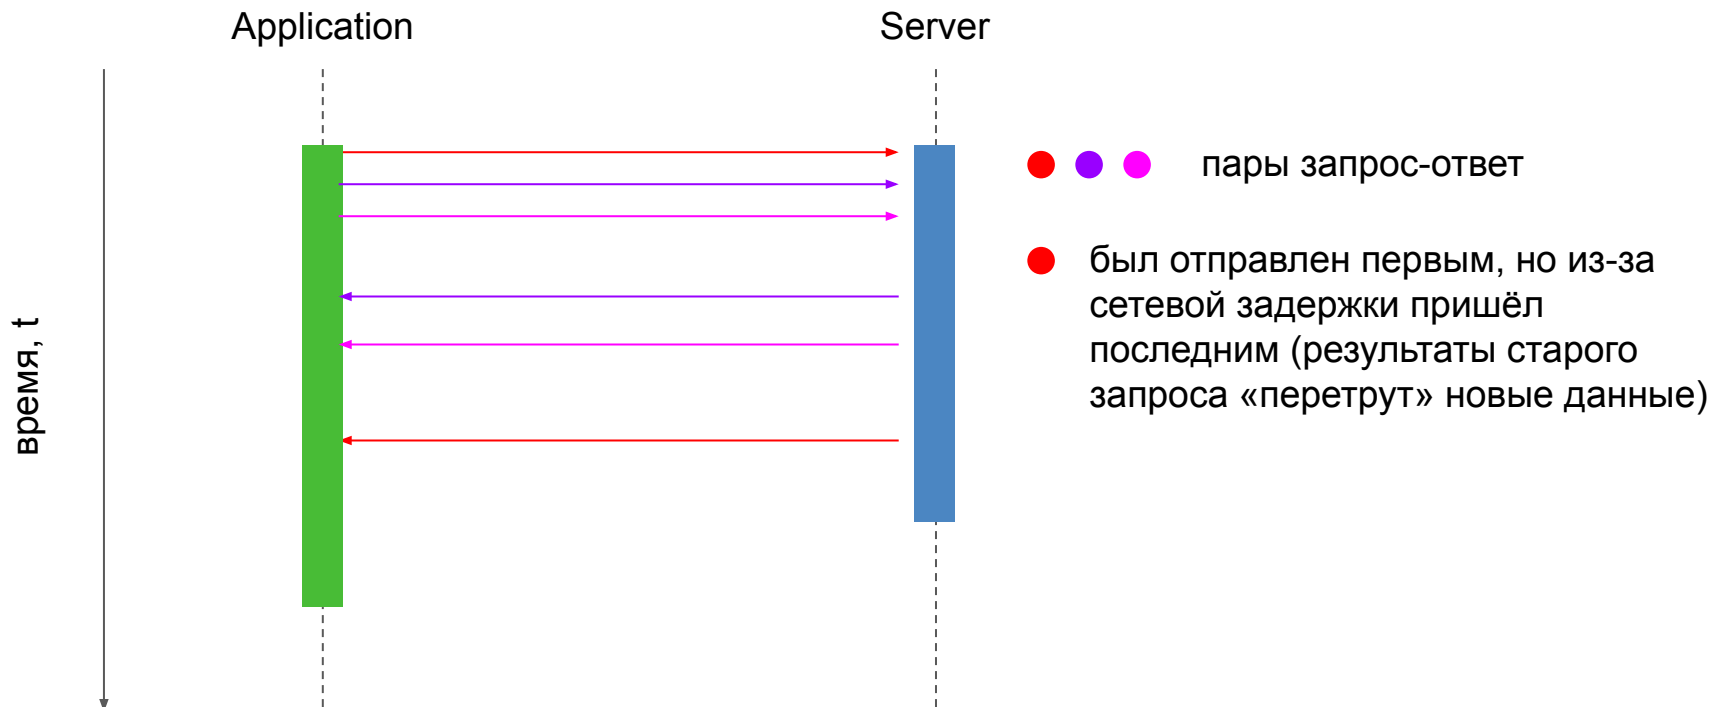 Application
Server
пары запрос-ответ
был отправлен первым, но из-за
сетевой задержки пришёл
последним (результаты старого
запроса «перетрут» новые данные)
время, t